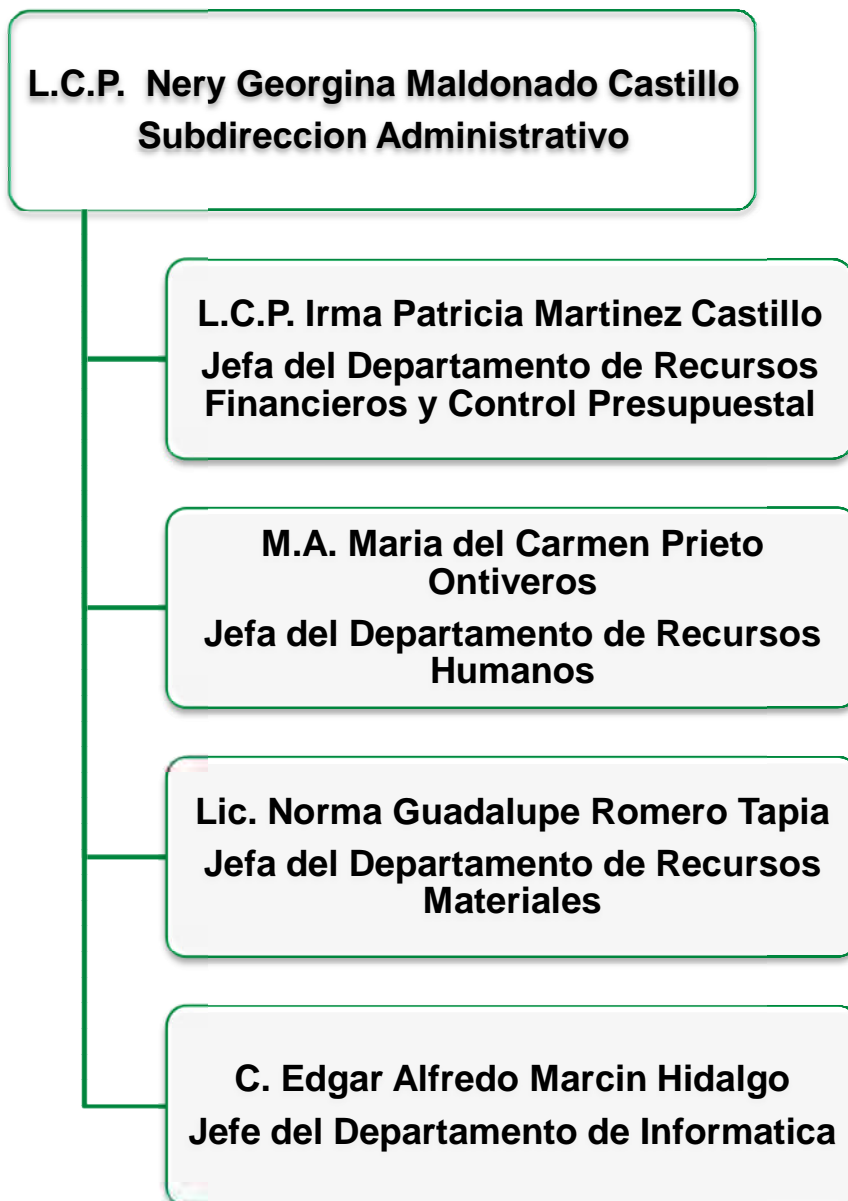 L.C.P. Nery Georgina Maldonado Castillo
Subdireccion Administrativo
L.C.P. Irma Patricia Martinez Castillo
Jefa del Departamento de Recursos
Financieros y Control Presupuestal
M.A. Maria del Carmen Prieto
Ontiveros
Jefa del Departamento de Recursos
Humanos
Lic. Norma Guadalupe Romero Tapia
Jefa del Departamento de Recursos
Materiales
C. Edgar Alfredo Marcin Hidalgo
Jefe del Departamento de Informatica